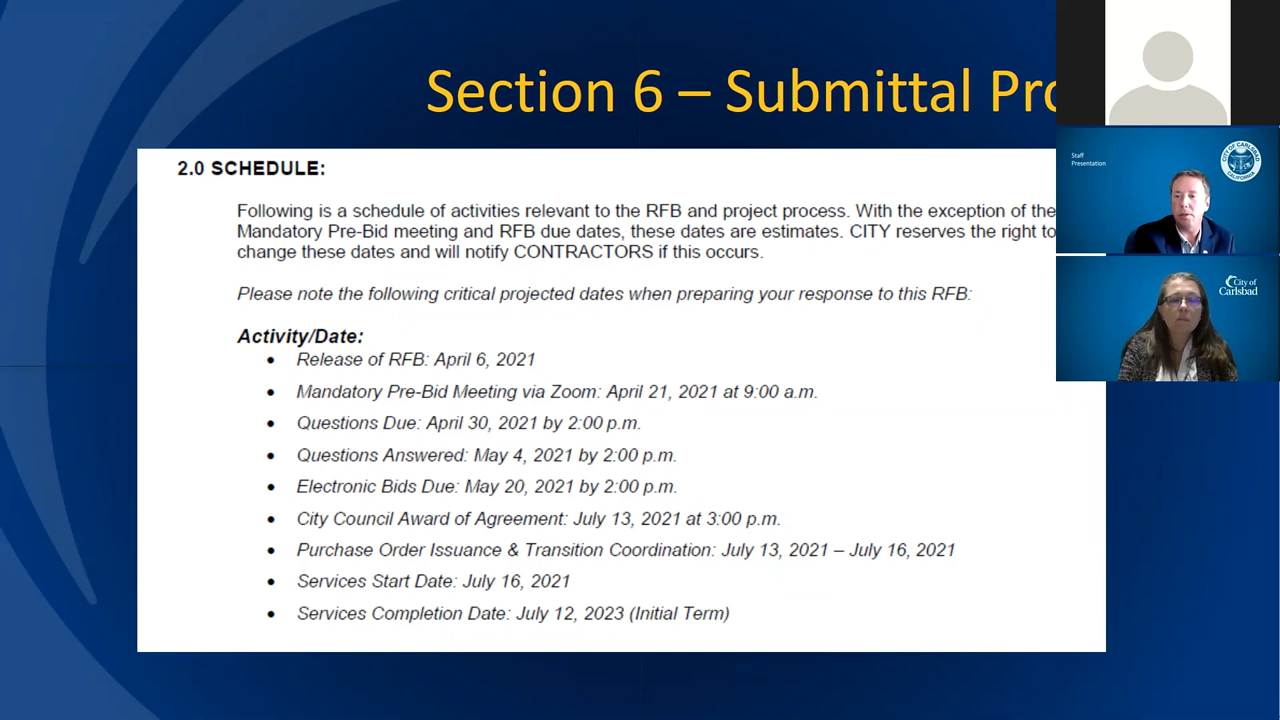 Section 6 – Submittal
2.0 SCHEDULE:
Following is a schedule of activities relevant to the RFB and project process. With the exception of the
Mandatory Pre-Bid meeting and RFB due dates, these dates are estimates. CITY reserves the right to
change these dates and will notify CONTRACTORS if this occurs.
Please note the following critical projected dates when preparing your response to this RFB:
Activity/Date:
• Release of RFB: April 6, 2021
• Mandatory Pre-Bid Meeting via Zoom: April 21, 2021 at 9:00 a.m.
• Questions Due: April 30, 2021 by 2:00 p.m.
• Questions Answered: May 4, 2021 by 2:00 p.m.
• Electronic Bids Due: May 20, 2021 by 2:00 p.m.
• City Council Award of Agreement: July 13, 2021 at 3:00 p.m.
• Purchase Order Issuance & Transition Coordination: July 13, 2021 – July 16, 2021
• Services Start Date: July 16, 2021
• Services Completion Date: July 12, 2023 (Initial Term)
Staff
Presentation
CITY OF CARLSBAD
CALIFORNIA
City of
Carlsbad